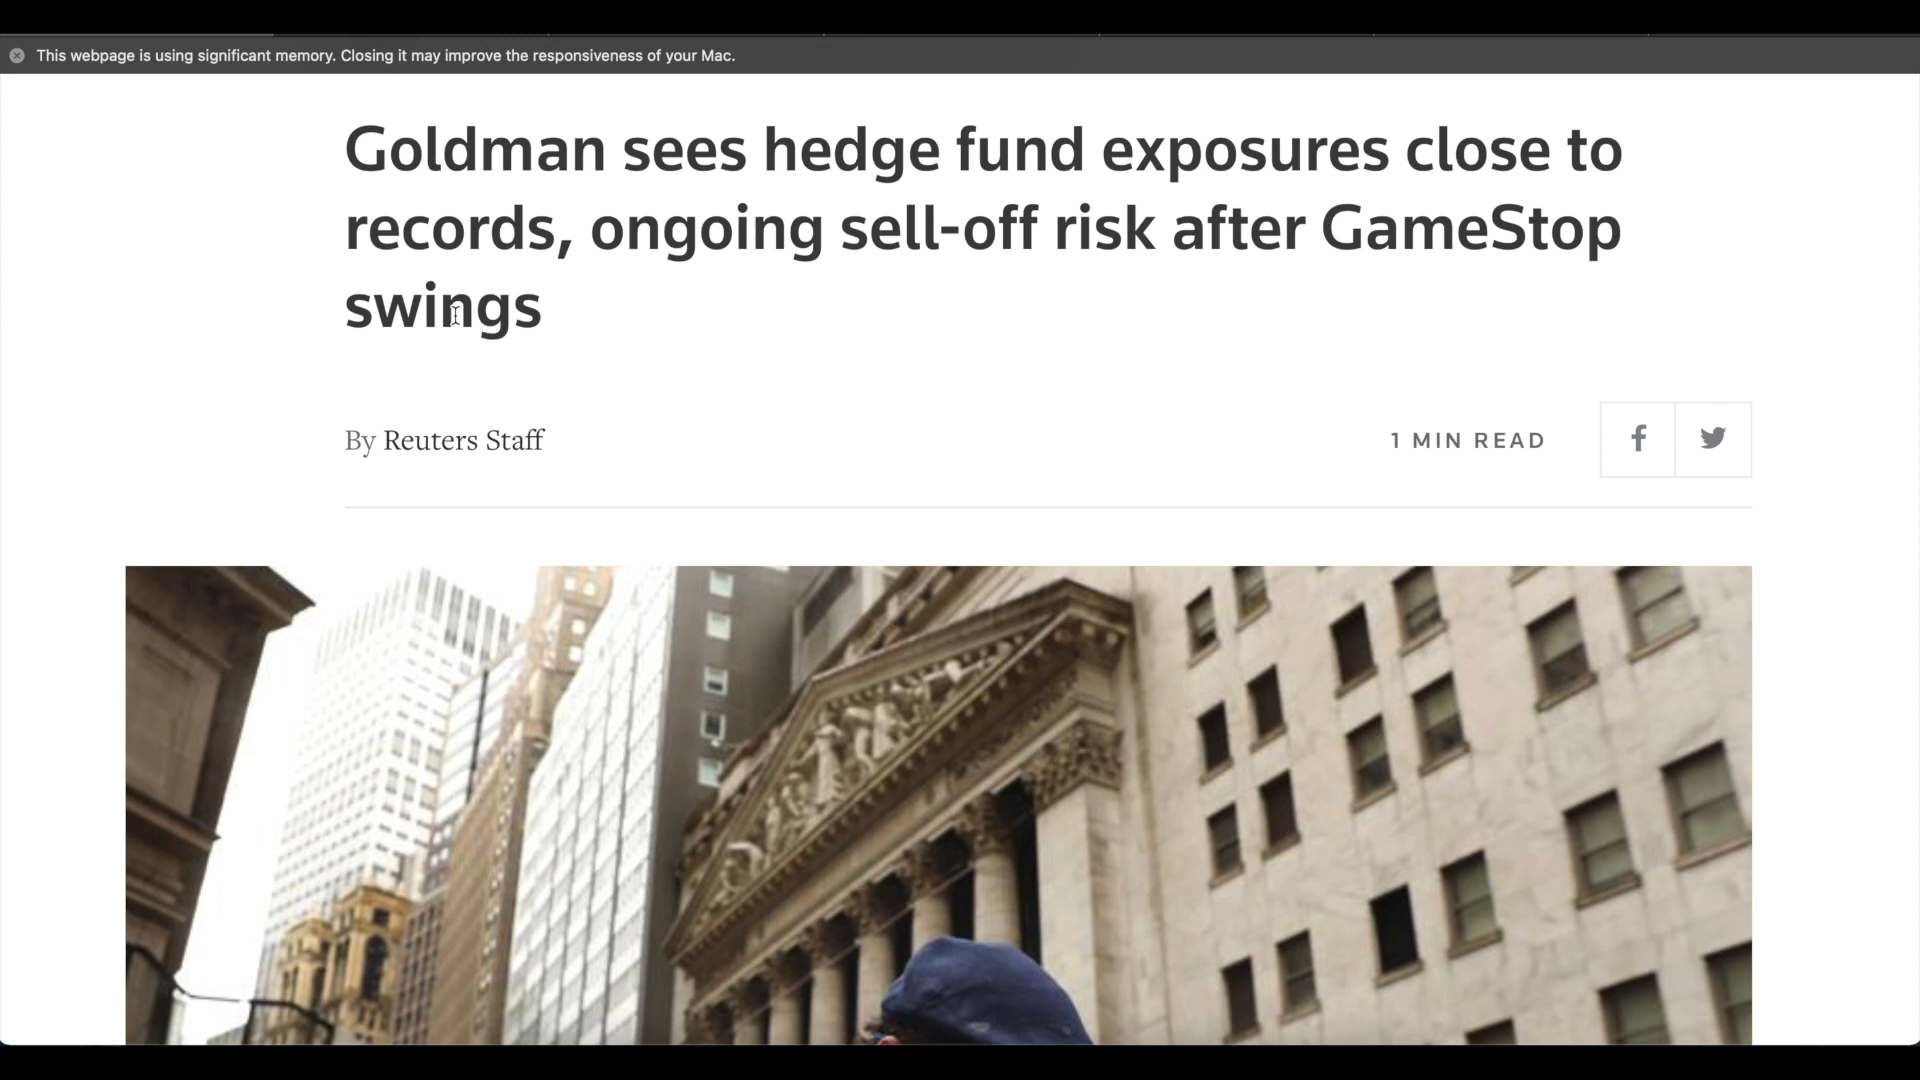 This webpage is using significant memory. Closing it may improve the responsiveness of your Mac.
Goldman sees hedge fund exposures close to
records, ongoing sell-off risk after GameStop
swings
By Reuters Staff
1 MIN READ